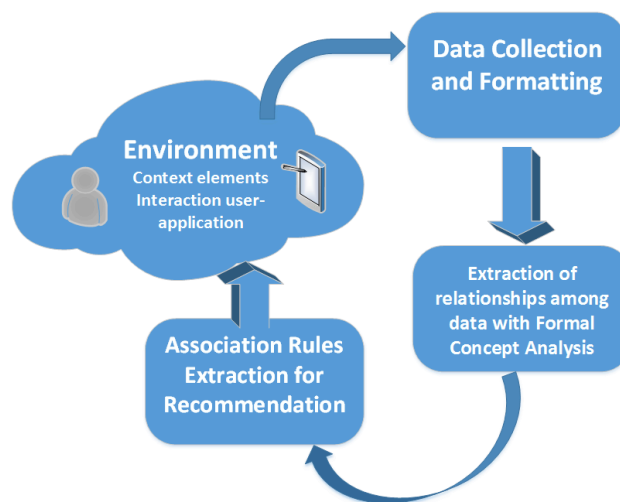 Data Collection
and Formatting
Environment
Context elements
Interaction user-
application
Extraction of
relationships among
data with Formal
Concept Analysis
Association Rules
Extraction for
Recommendation